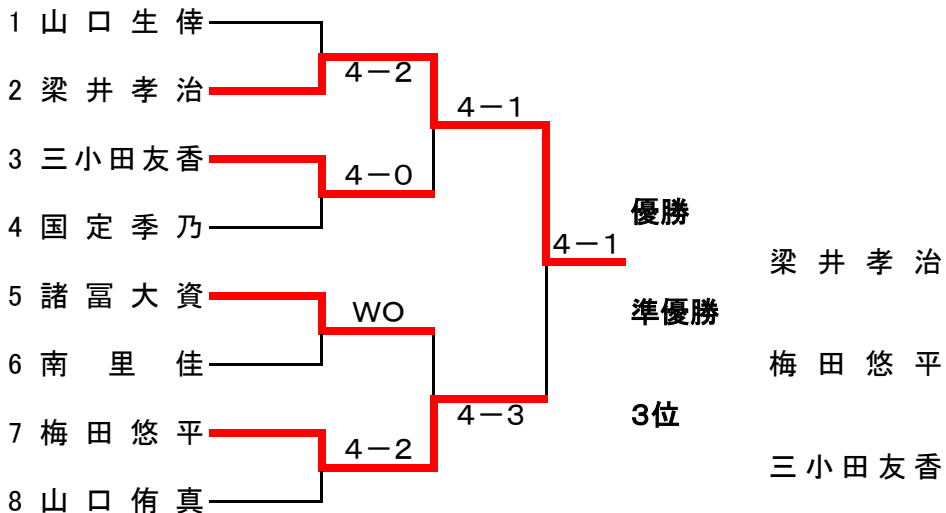 1 山口生倖
4－2
2 梁井孝治
4－1
3 三小田友香
4－0
優勝
4 国定季乃
4－1
梁井孝治
5 諸冨大資
WO
準優勝
6 南里佳
梅田悠平
4－3
3位
7 梅田悠平
4－2
三小田友香
8 山口侑真